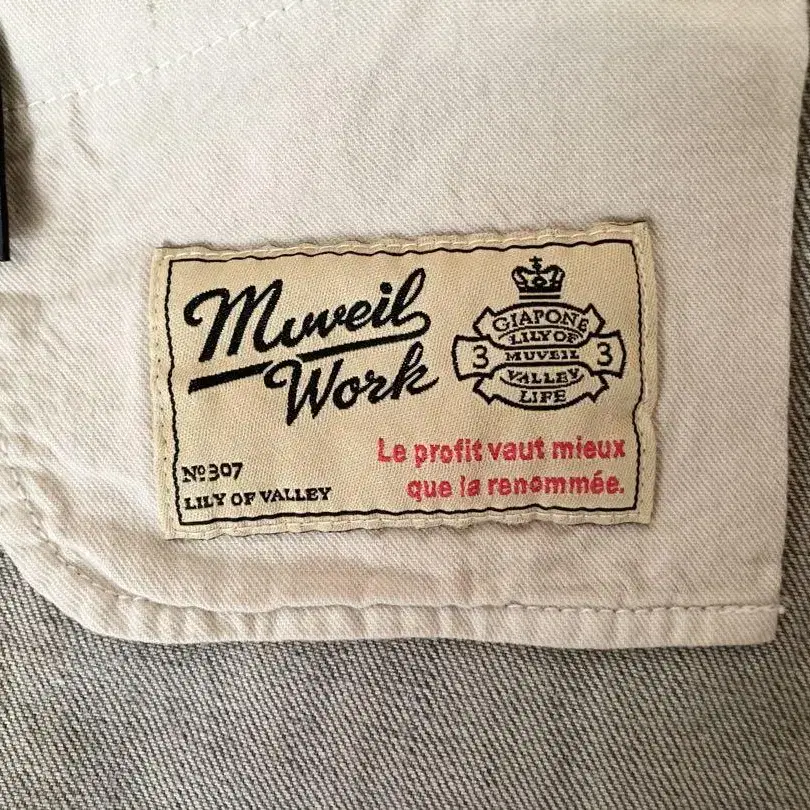 Muveil
Work
GIAPONE
LILY OF
3 MUVEIL 3
VALLEY
LIFE
Le profit vaut mieux
que la renommée.
Nº307
LILY OF VALLEY